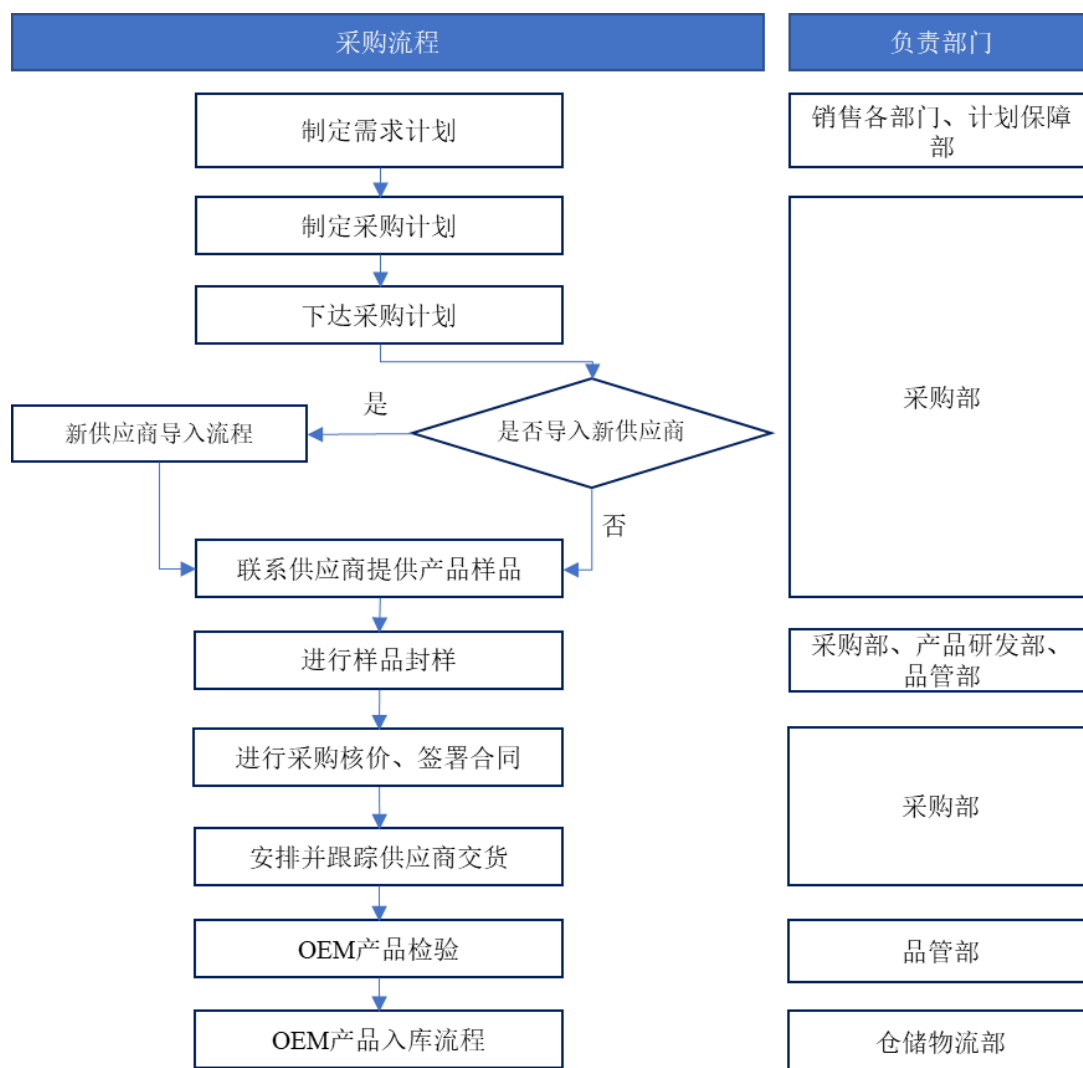 采购流程
负责部门
制定需求计划
销售各部门、计划保障
部
制定采购计划
下达采购计划
是
新供应商导入流程
是否导入新供应商
采购部
否
联系供应商提供产品样品
进行样品封样
采购部、产品研发部、
品管部
进行采购核价、签署合同
采购部
安排并跟踪供应商交货
OEM产品检验
品管部
OEM产品入库流程
仓储物流部